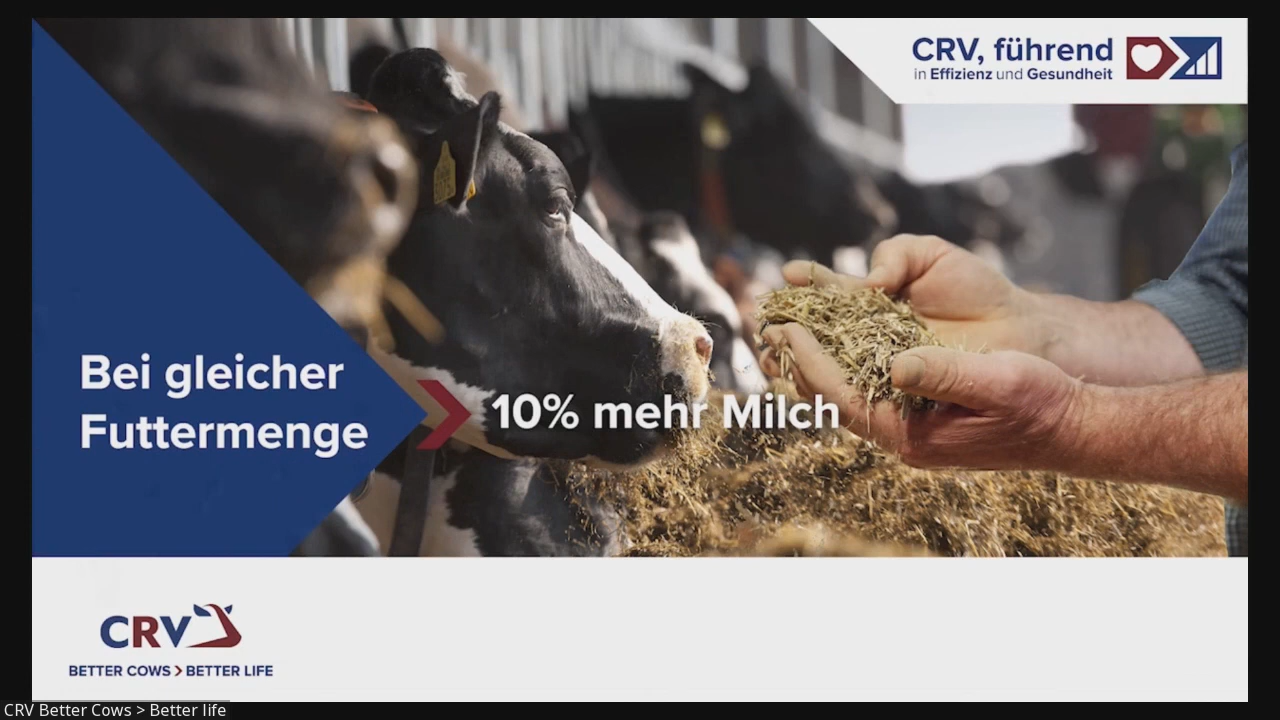 CRV, führend
in Effizienz und Gesundheit
Bei gleicher
Futtermenge
10% mehr Milch
CRV
BETTER COWS > BETTER LIFE
CRV Better Cows > Better life